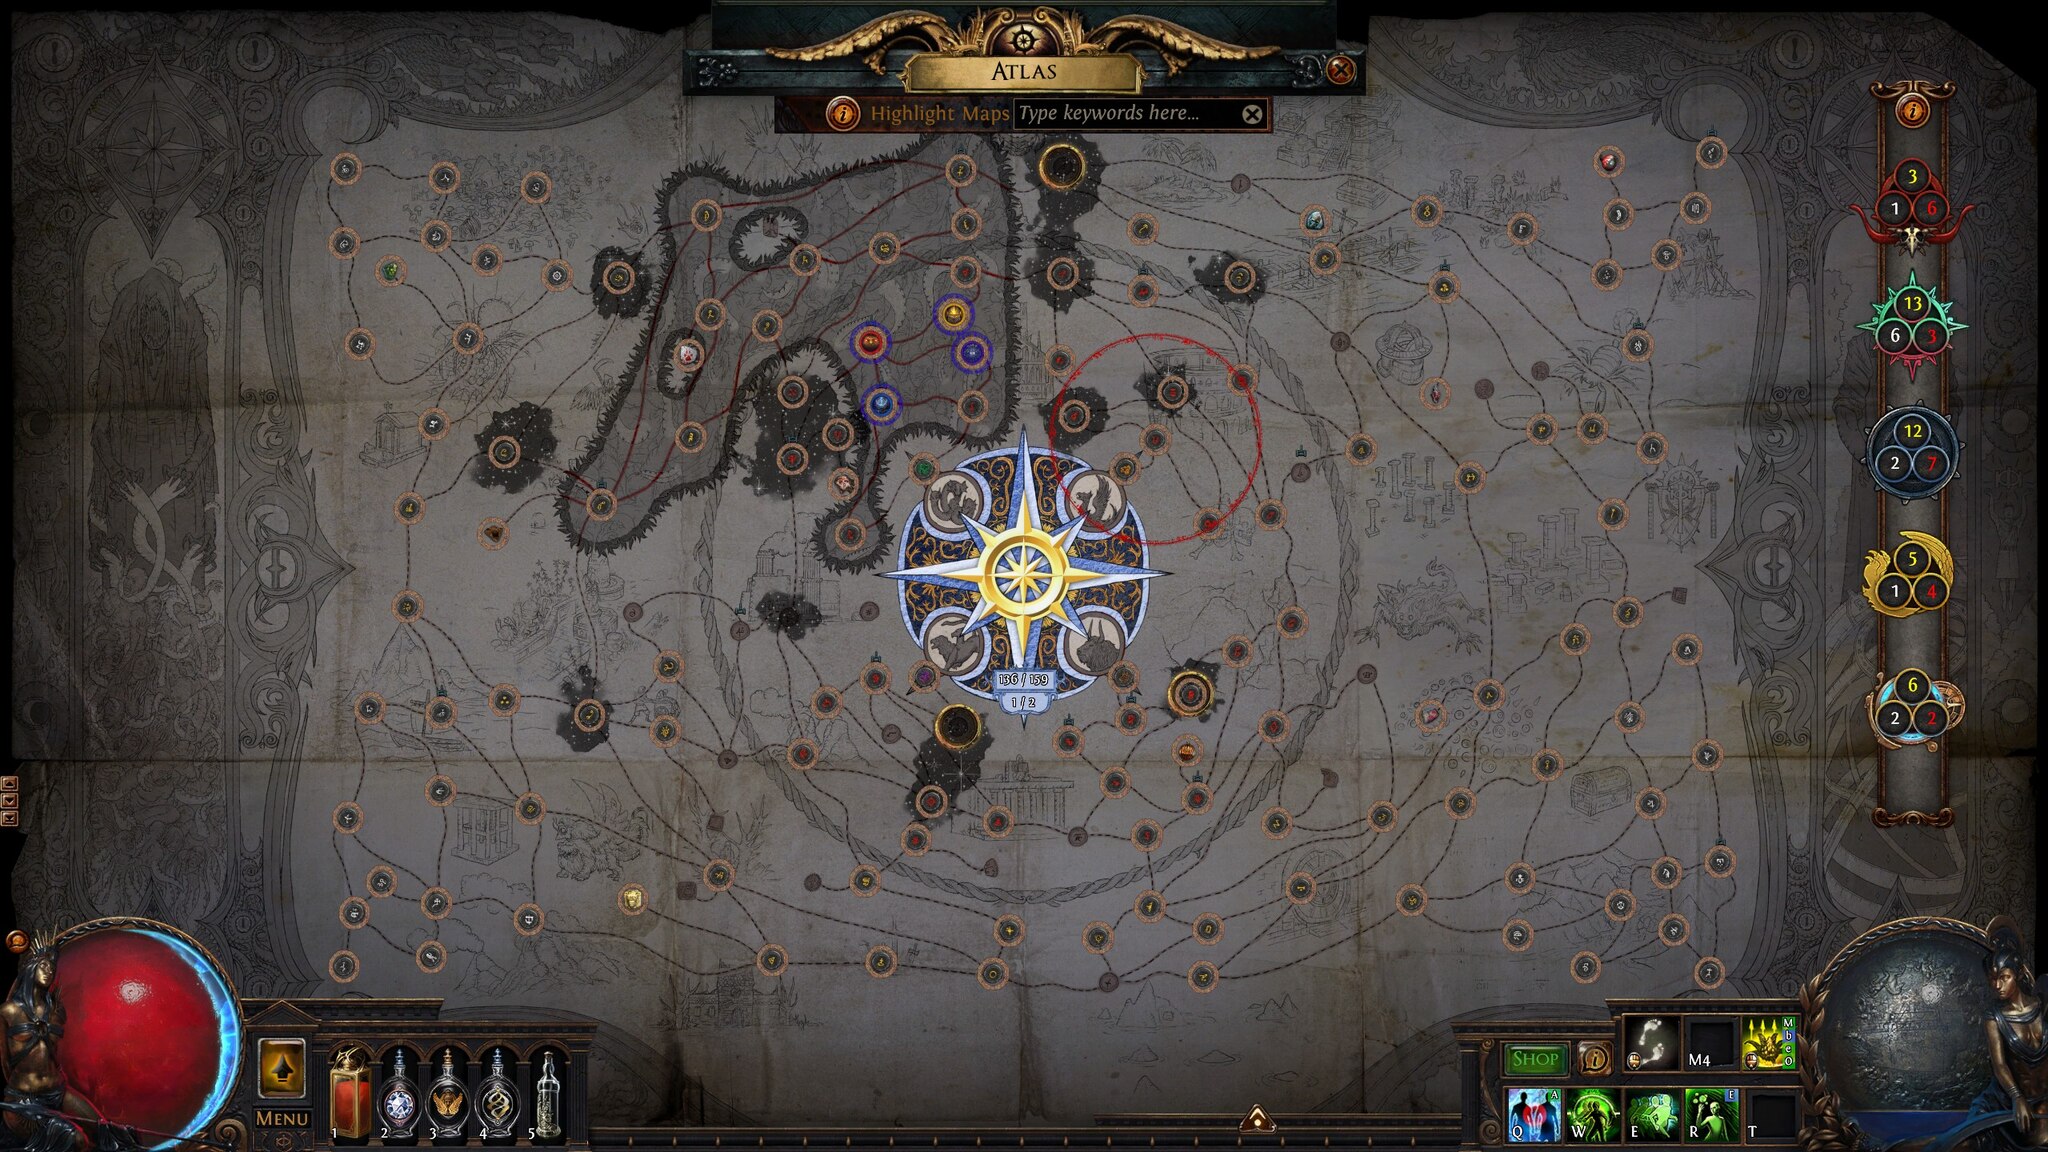 Atlas
Highlight Maps Type keywords here...
3
1 6
13
6 3
12
2 7
5
1 4
6
2 2
136 / 159
1 / 2
MENU
1 2 3 4 5
SHOP
M4
M
b
e
O
Q A W E R E T